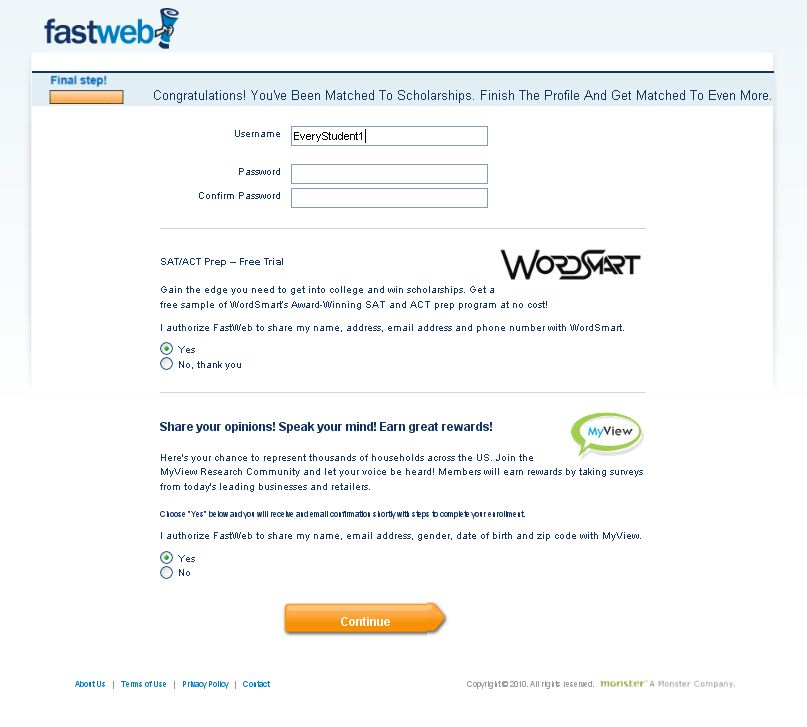 fastweb
Final step!
Congratulations! You've Been Matched To Scholarships. Finish The Profile And Get Matched To Even More.
Username EveryStudent1
Password
Confirm Password
WORDSMART
SAT/ACT Prep – Free Trial
Gain the edge you need to get into college and win scholarships. Get a
free sample of WordSmart's Award-Winning SAT and ACT prep program at no cost!
I authorize FastWeb to share my name, address, email address and phone number with WordSmart.
Yes
No, thank you
Share your opinions! Speak your mind! Earn great rewards!
MyView
Here's your chance to represent thousands of households across the US. Join the
MyView Research Community and let your voice be heard! Members will earn rewards by taking surveys
from today's leading businesses and retailers.
Choose "Yes" below and you will receive and email confirmation shortly with steps to complete your enrollment.
I authorize FastWeb to share my name, email address, gender, date of birth and zip code with MyView.
Yes
No
Continue
About Us | Terms of Use | Privacy Policy | Contact
Copyright © 2010. All rights reserved. monster A Monster Company.